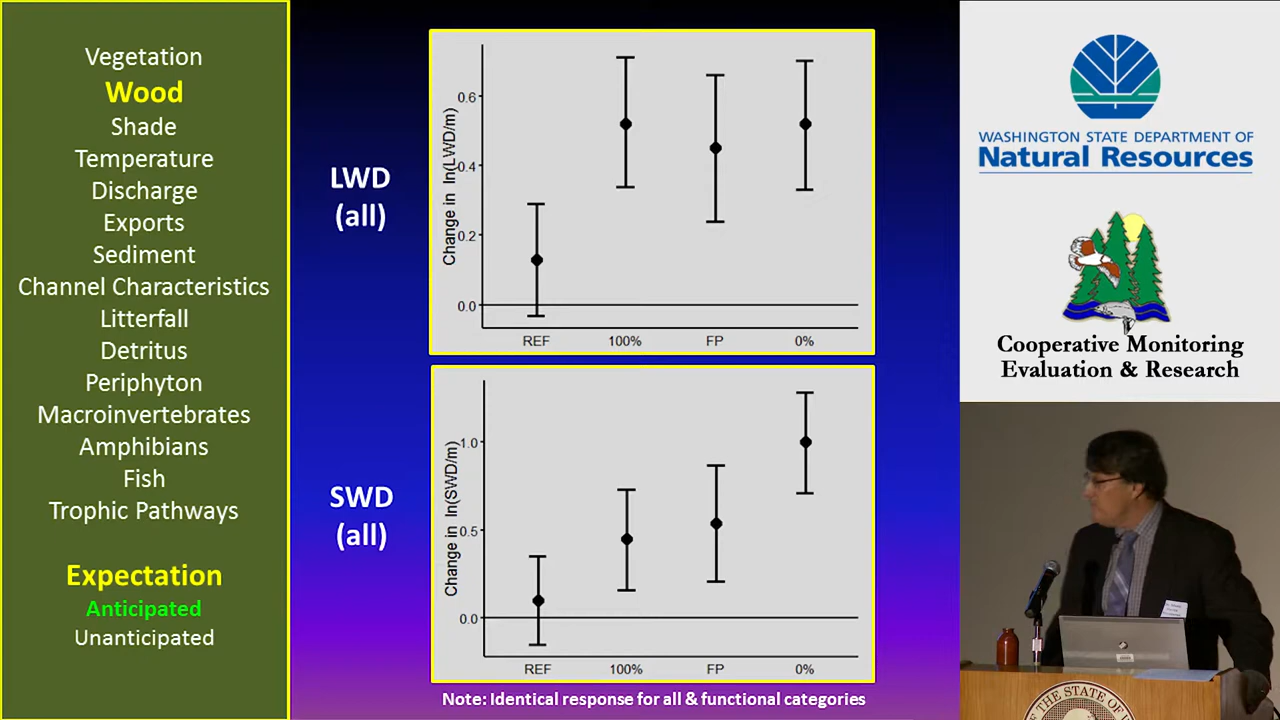 Vegetation
Wood
Shade
Temperature
Discharge
Exports
Sediment
Channel Characteristics
Litterfall
Detritus
Periphyton
Macroinvertebrates
Amphibians
Fish
Trophic Pathways
Expectation
Anticipated
Unanticipated
LWD
(all)
Change in ln(LWD/m)
0.6
0.4
0.2
0.0
REF 100% FP 0%
SWD
(all)
Change in ln(SWD/m)
1.0
0.5
0.0
REF 100% FP 0%
Note: Identical response for all & functional categories
WASHINGTON STATE DEPARTMENT OF
Natural Resources
Cooperative Monitoring
Evaluation & Research
THE STATE OF